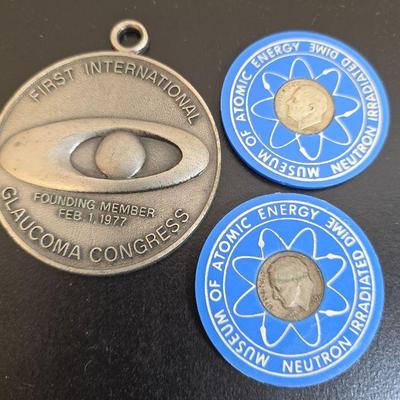 FIRST INTERNATIONAL
FOUNDING MEMBER
FEB 1, 1977
GLAUCOMA CONGRESS
MUSEUM OF ATOMIC ENERGY
NEUTRON IRRADIATED DIME
MUSEUM OF ATOMIC ENERGY
NEUTRON IRRADIATED DIME